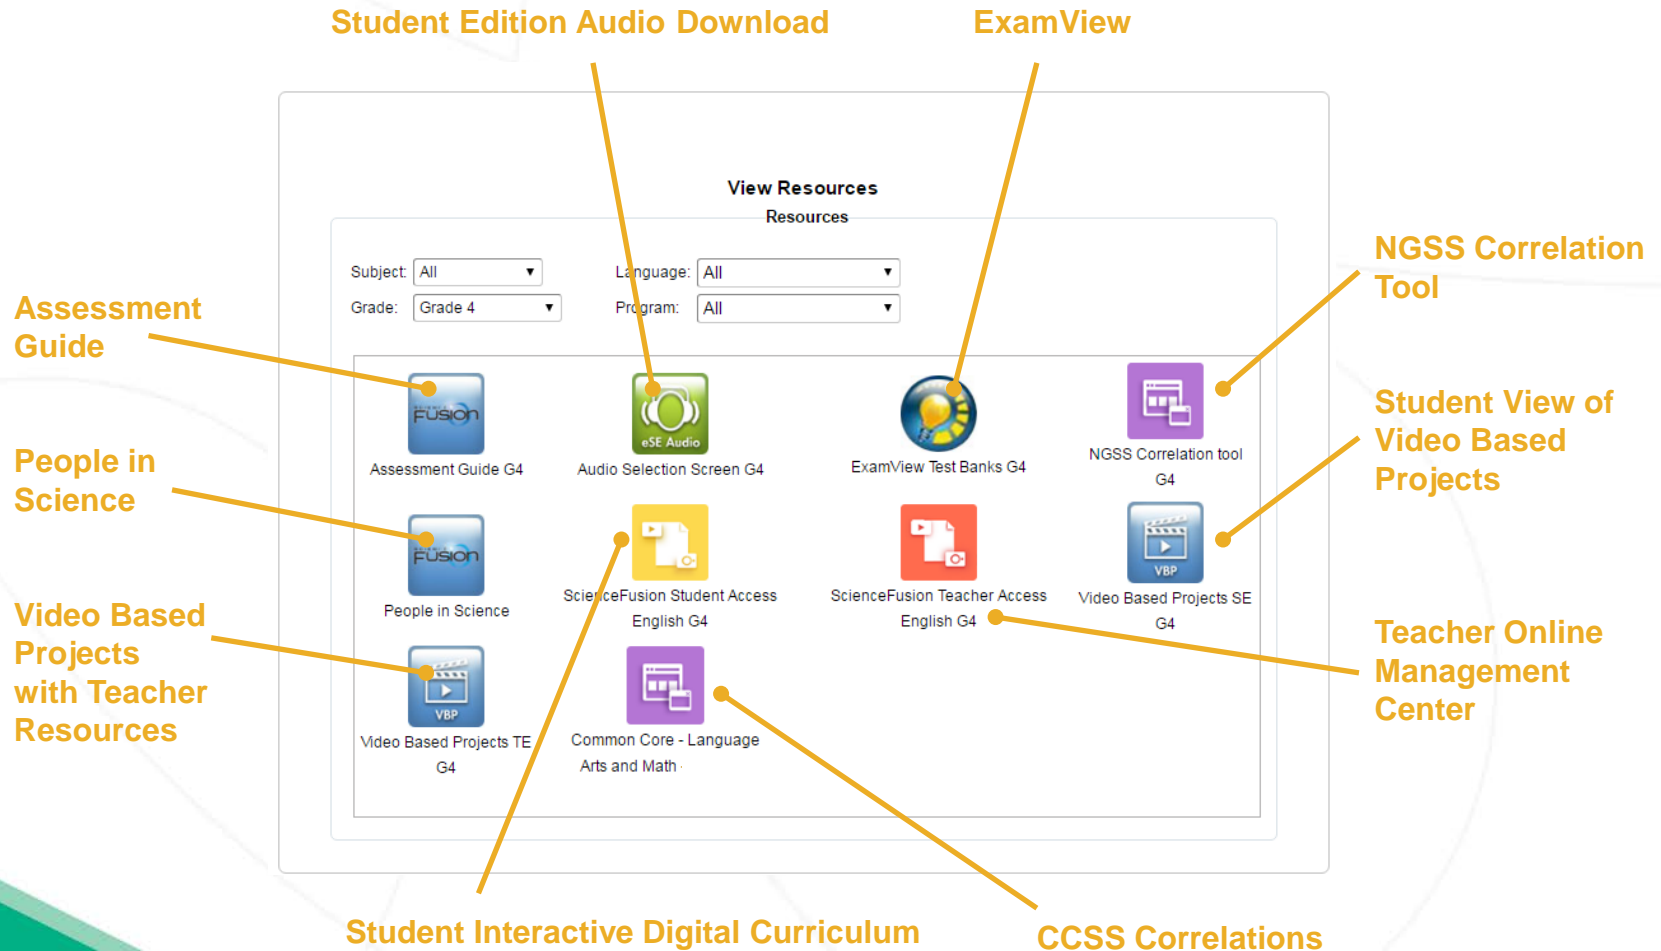 Student Edition Audio Download
ExamView
View Resources
Resources
Subject: All
Language: All
Grade: Grade 4
Program: All
NGSS Correlation
Tool
Assessment
Guide
SCIENCE
FUSION
Assessment Guide G4
eSE Audio
Audio Selection Screen G4
ExamView Test Banks G4
NGSS Correlation tool
G4
Student View of
Video Based
Projects
People in
Science
FUSION
People in Science
ScienceFusion Student Access
English G4
ScienceFusion Teacher Access
English G4
VBP
Video Based Projects SE
G4
Video Based
Projects
with Teacher
Resources
VBP
Video Based Projects TE
G4
Common Core - Language
Arts and Math
Teacher Online
Management
Center
Student Interactive Digital Curriculum
CCSS Correlations